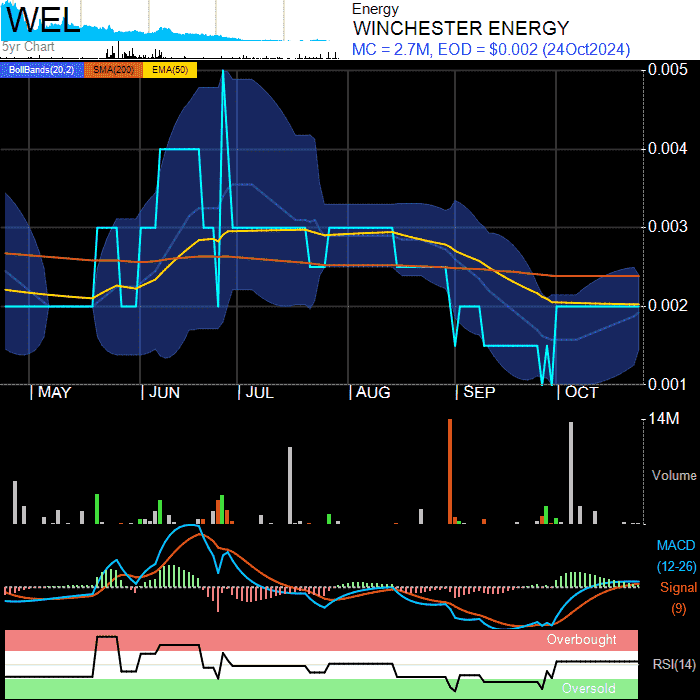 WEL
5yr Chart
Energy
WINCHESTER ENERGY
MC = 2.7M, EOD = $0.002 (24Oct2024)
BollBands(20,2) SMA(200) EMA(50)
0.005
0.004
0.003
0.002
0.001
MAY JUN JUL AUG SEP OCT
14M
Volume
MACD
(12-26)
Signal
(9)
Overbought
RSI(14)
Oversold